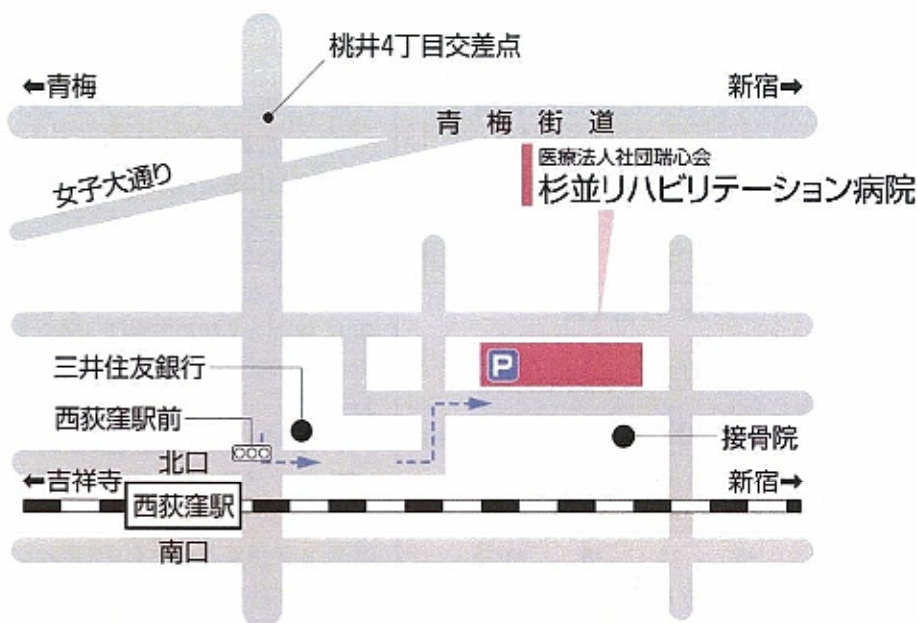 桃井4丁目交差点
←青梅
新宿→
青梅街道
医療法人社団瑞心会
杉並リハビリテーション病院
女子大通り
P
三井住友銀行
西荻窪駅前
接骨院
北口
←吉祥寺
新宿→
西荻窪駅
南口